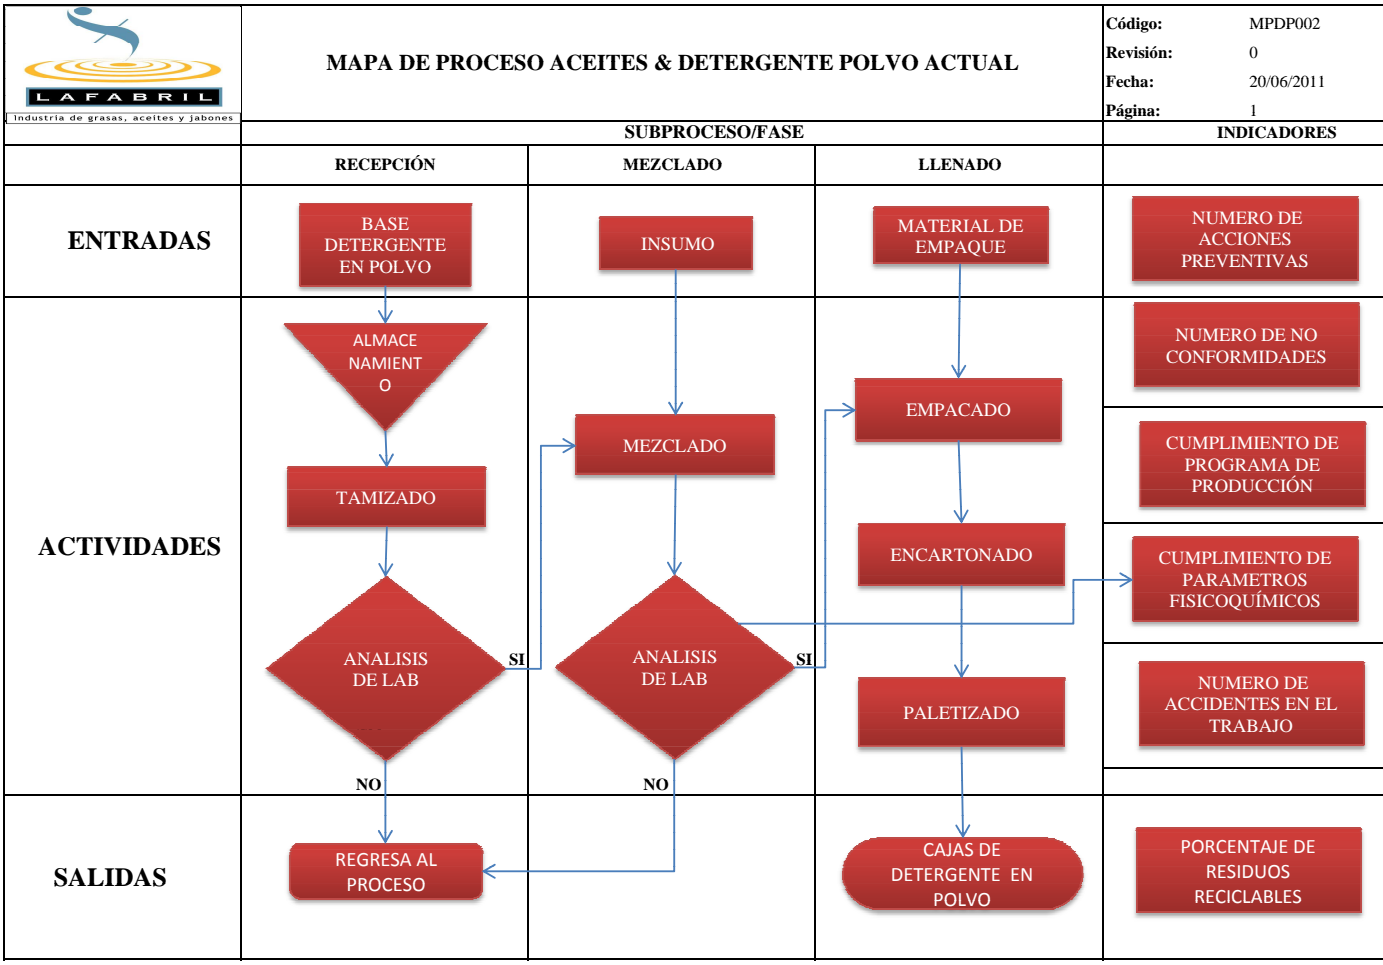 LAFABRIL
Industria de grasas, aceites y jabones
MAPA DE PROCESO ACEITES & DETERGENTE POLVO ACTUAL
Código: MPDP002
Revisión: 0
Fecha: 20/06/2011
Página: 1
SUBPROCESO/FASE
INDICADORES
RECEPCIÓN
MEZCLADO
LLENADO
ENTRADAS
BASE
DETERGENTE
EN POLVO
INSUMO
MATERIAL DE
EMPAQUE
NUMERO DE
ACCIONES
PREVENTIVAS
ACTIVIDADES
ALMACE
NAMIENT
O
TAMIZADO
ANALISIS
DE LAB
SI
NO
MEZCLADO
ANALISIS
DE LAB
SI
NO
EMPACADO
ENCARTONADO
PALETIZADO
NUMERO DE NO
CONFORMIDADES
CUMPLIMIENTO DE
PROGRAMA DE
PRODUCCIÓN
CUMPLIMIENTO DE
PARAMETROS
FISICOQUÍMICOS
NUMERO DE
ACCIDENTES EN EL
TRABAJO
SALIDAS
REGRESA AL
PROCESO
CAJAS DE
DETERGENTE EN
POLVO
PORCENTAJE DE
RESIDUOS
RECICLABLES